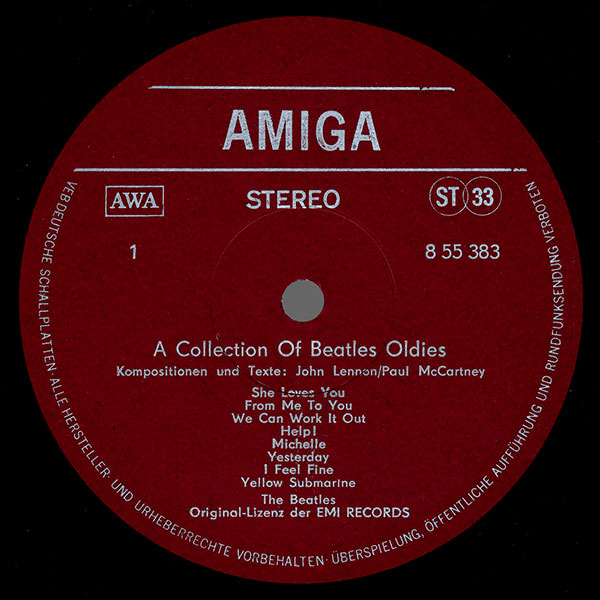 AMIGA
AWA
STEREO
ST 33
1
8 55 383
A Collection Of Beatles Oldies
Kompositionen und Texte: John Lennon/Paul McCartney
She Loves You
From Me To You
We Can Work It Out
Help!
Michelle
Yesterday
I Feel Fine
Yellow Submarine
The Beatles
Original-Lizenz der EMI RECORDS
VEB DEUTSCHE SCHALLPLATTEN · ALLE HERSTELLER- UND URHEBERRECHTE VORBEHALTEN · ÜBERSPIELUNG, ÖFFENTLICHE AUFFÜHRUNG UND RUNDFUNKSENDUNG VERBOTEN